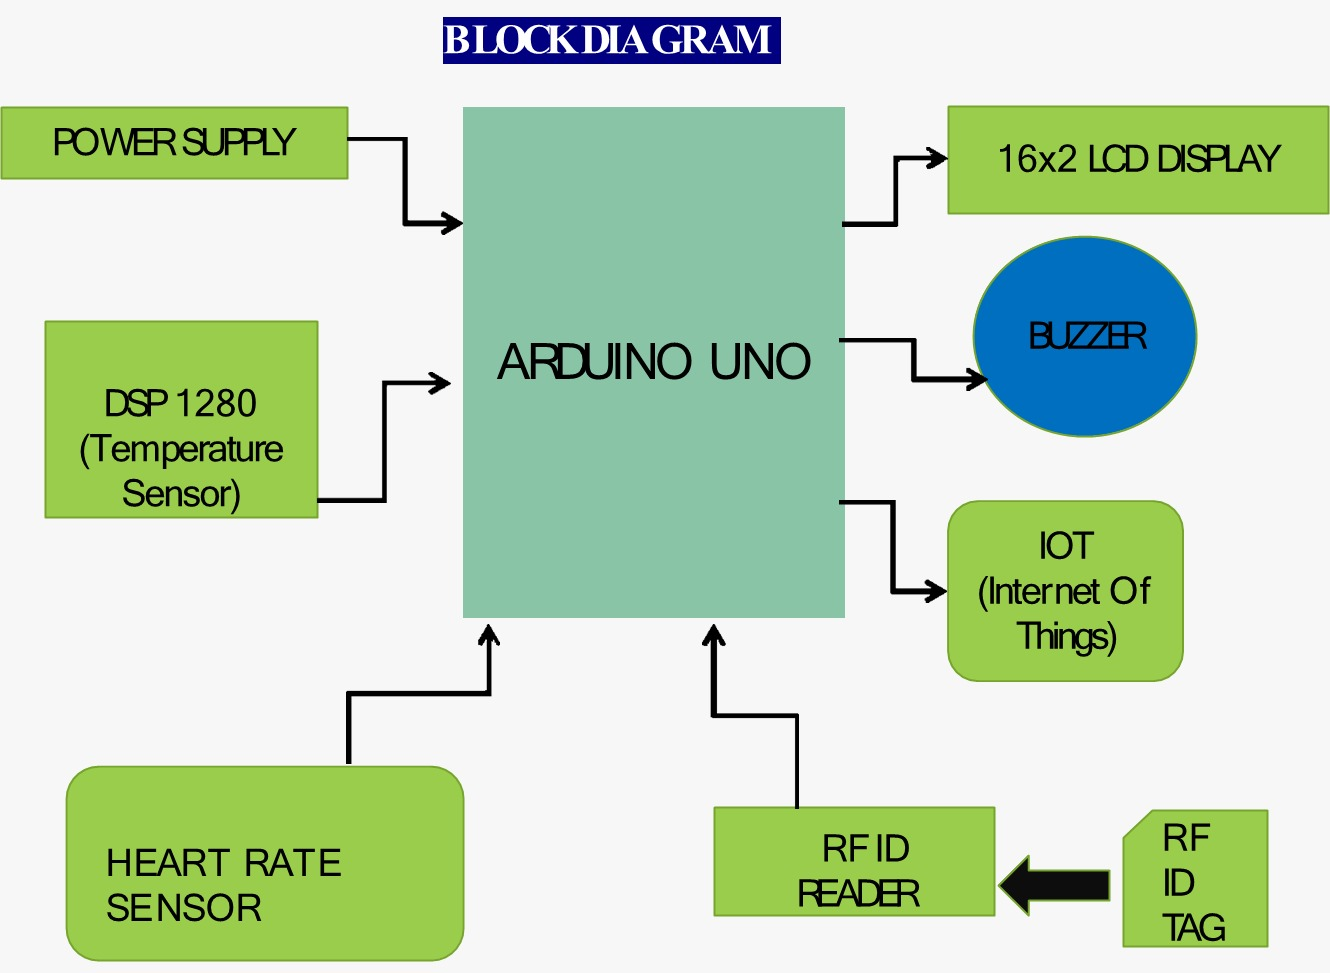 BLOCK DIAGRAM
POWER SUPPLY
16x2 LCD DISPLAY
BUZZER
ARDUINO UNO
DSP 1280
(Temperature
Sensor)
IOT
(Internet Of
Things)
HEART RATE
SENSOR
RF ID
READER
RF
ID
TAG